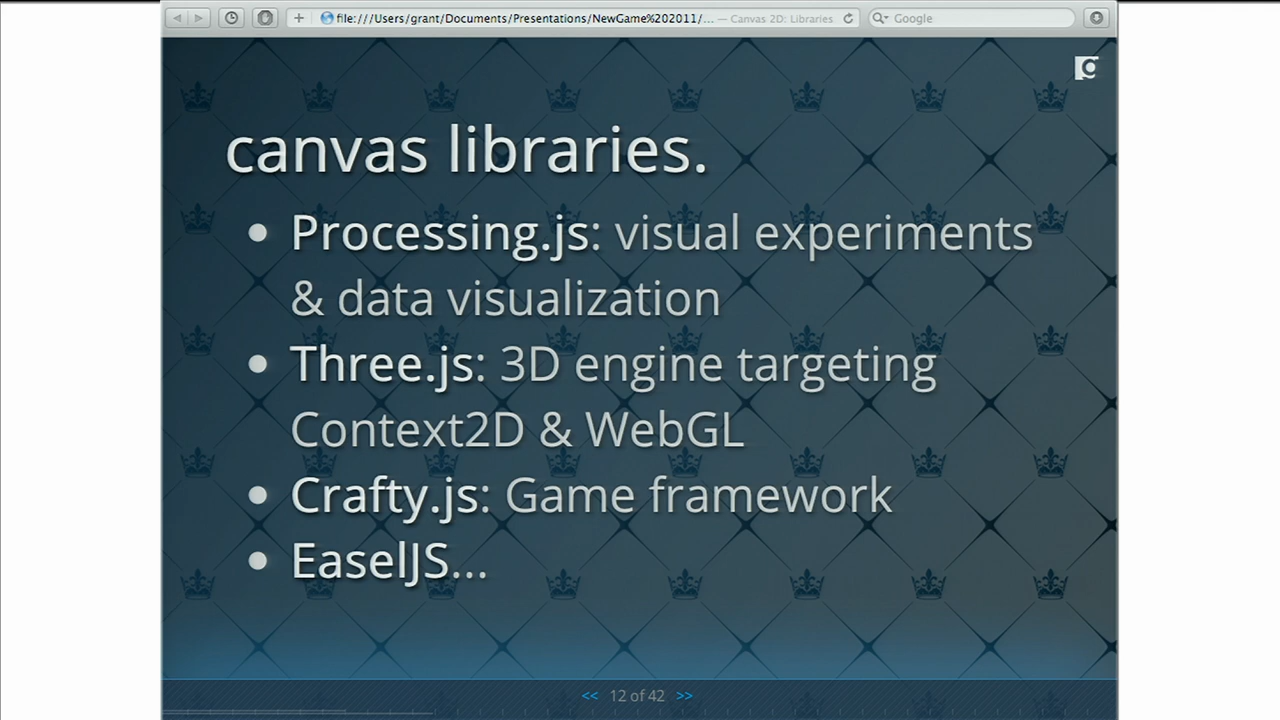 file:///Users/grant/Documents/Presentations/NewGame%202011/... — Canvas 2D: Libraries
Google
g
canvas libraries.
• Processing.js: visual experiments
& data visualization
• Three.js: 3D engine targeting
Context2D & WebGL
• Crafty.js: Game framework
• EaselJS...
<< 12 of 42 >>